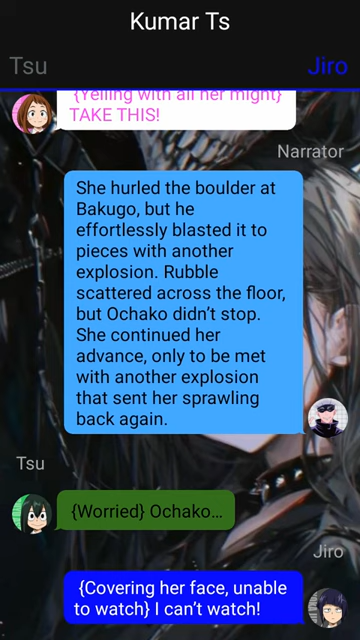 Kumar Ts
Tsu Jiro
{Yelling with all her might}
TAKE THIS!
Narrator
She hurled the boulder at
Bakugo, but he
effortlessly blasted it to
pieces with another
explosion. Rubble
scattered across the floor,
but Ochako didn’t stop.
She continued her
advance, only to be met
with another explosion
that sent her sprawling
back again.
Tsu
{Worried} Ochako...
Jiro
{Covering her face, unable
to watch} I can’t watch!